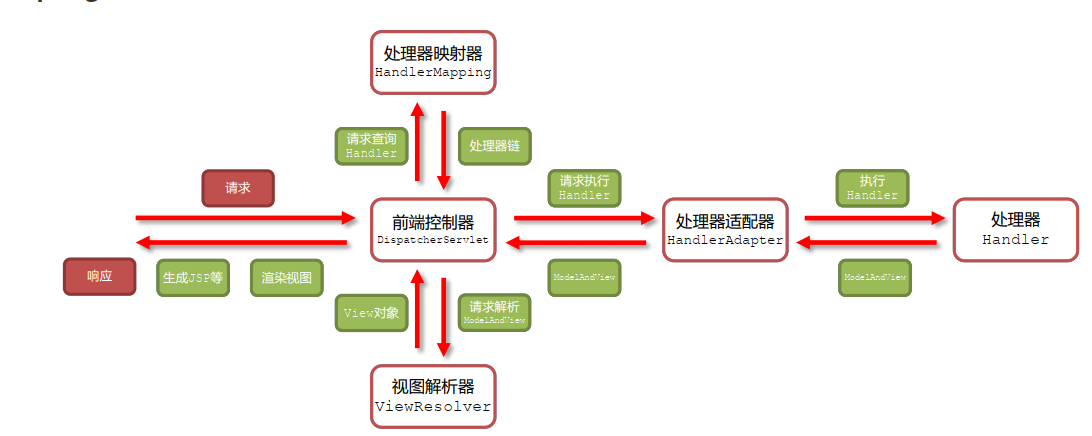 处理器映射器
HandlerMapping
请求查询
Handler
处理器链
请求
请求执行
Handler
执行
Handler
前端控制器
DispatcherServlet
处理器适配器
HandlerAdapter
处理器
Handler
响应
生成JSP等
渲染视图
ModelAndView
ModelAndView
View对象
请求解析
ModelAndView
视图解析器
ViewResolver